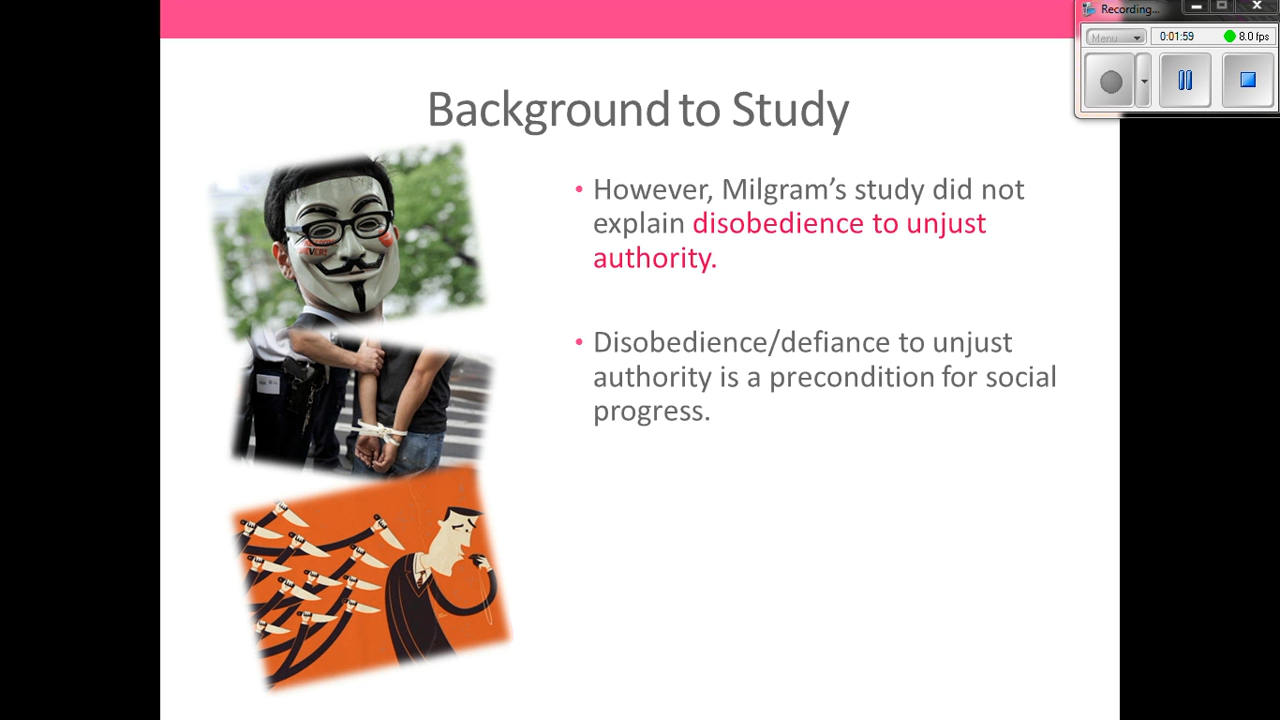 Recording...
Menu
0:01:59
8.0 fps
Background to Study
• However, Milgram's study did not
explain disobedience to unjust
authority.
• Disobedience/defiance to unjust
authority is a precondition for social
progress.